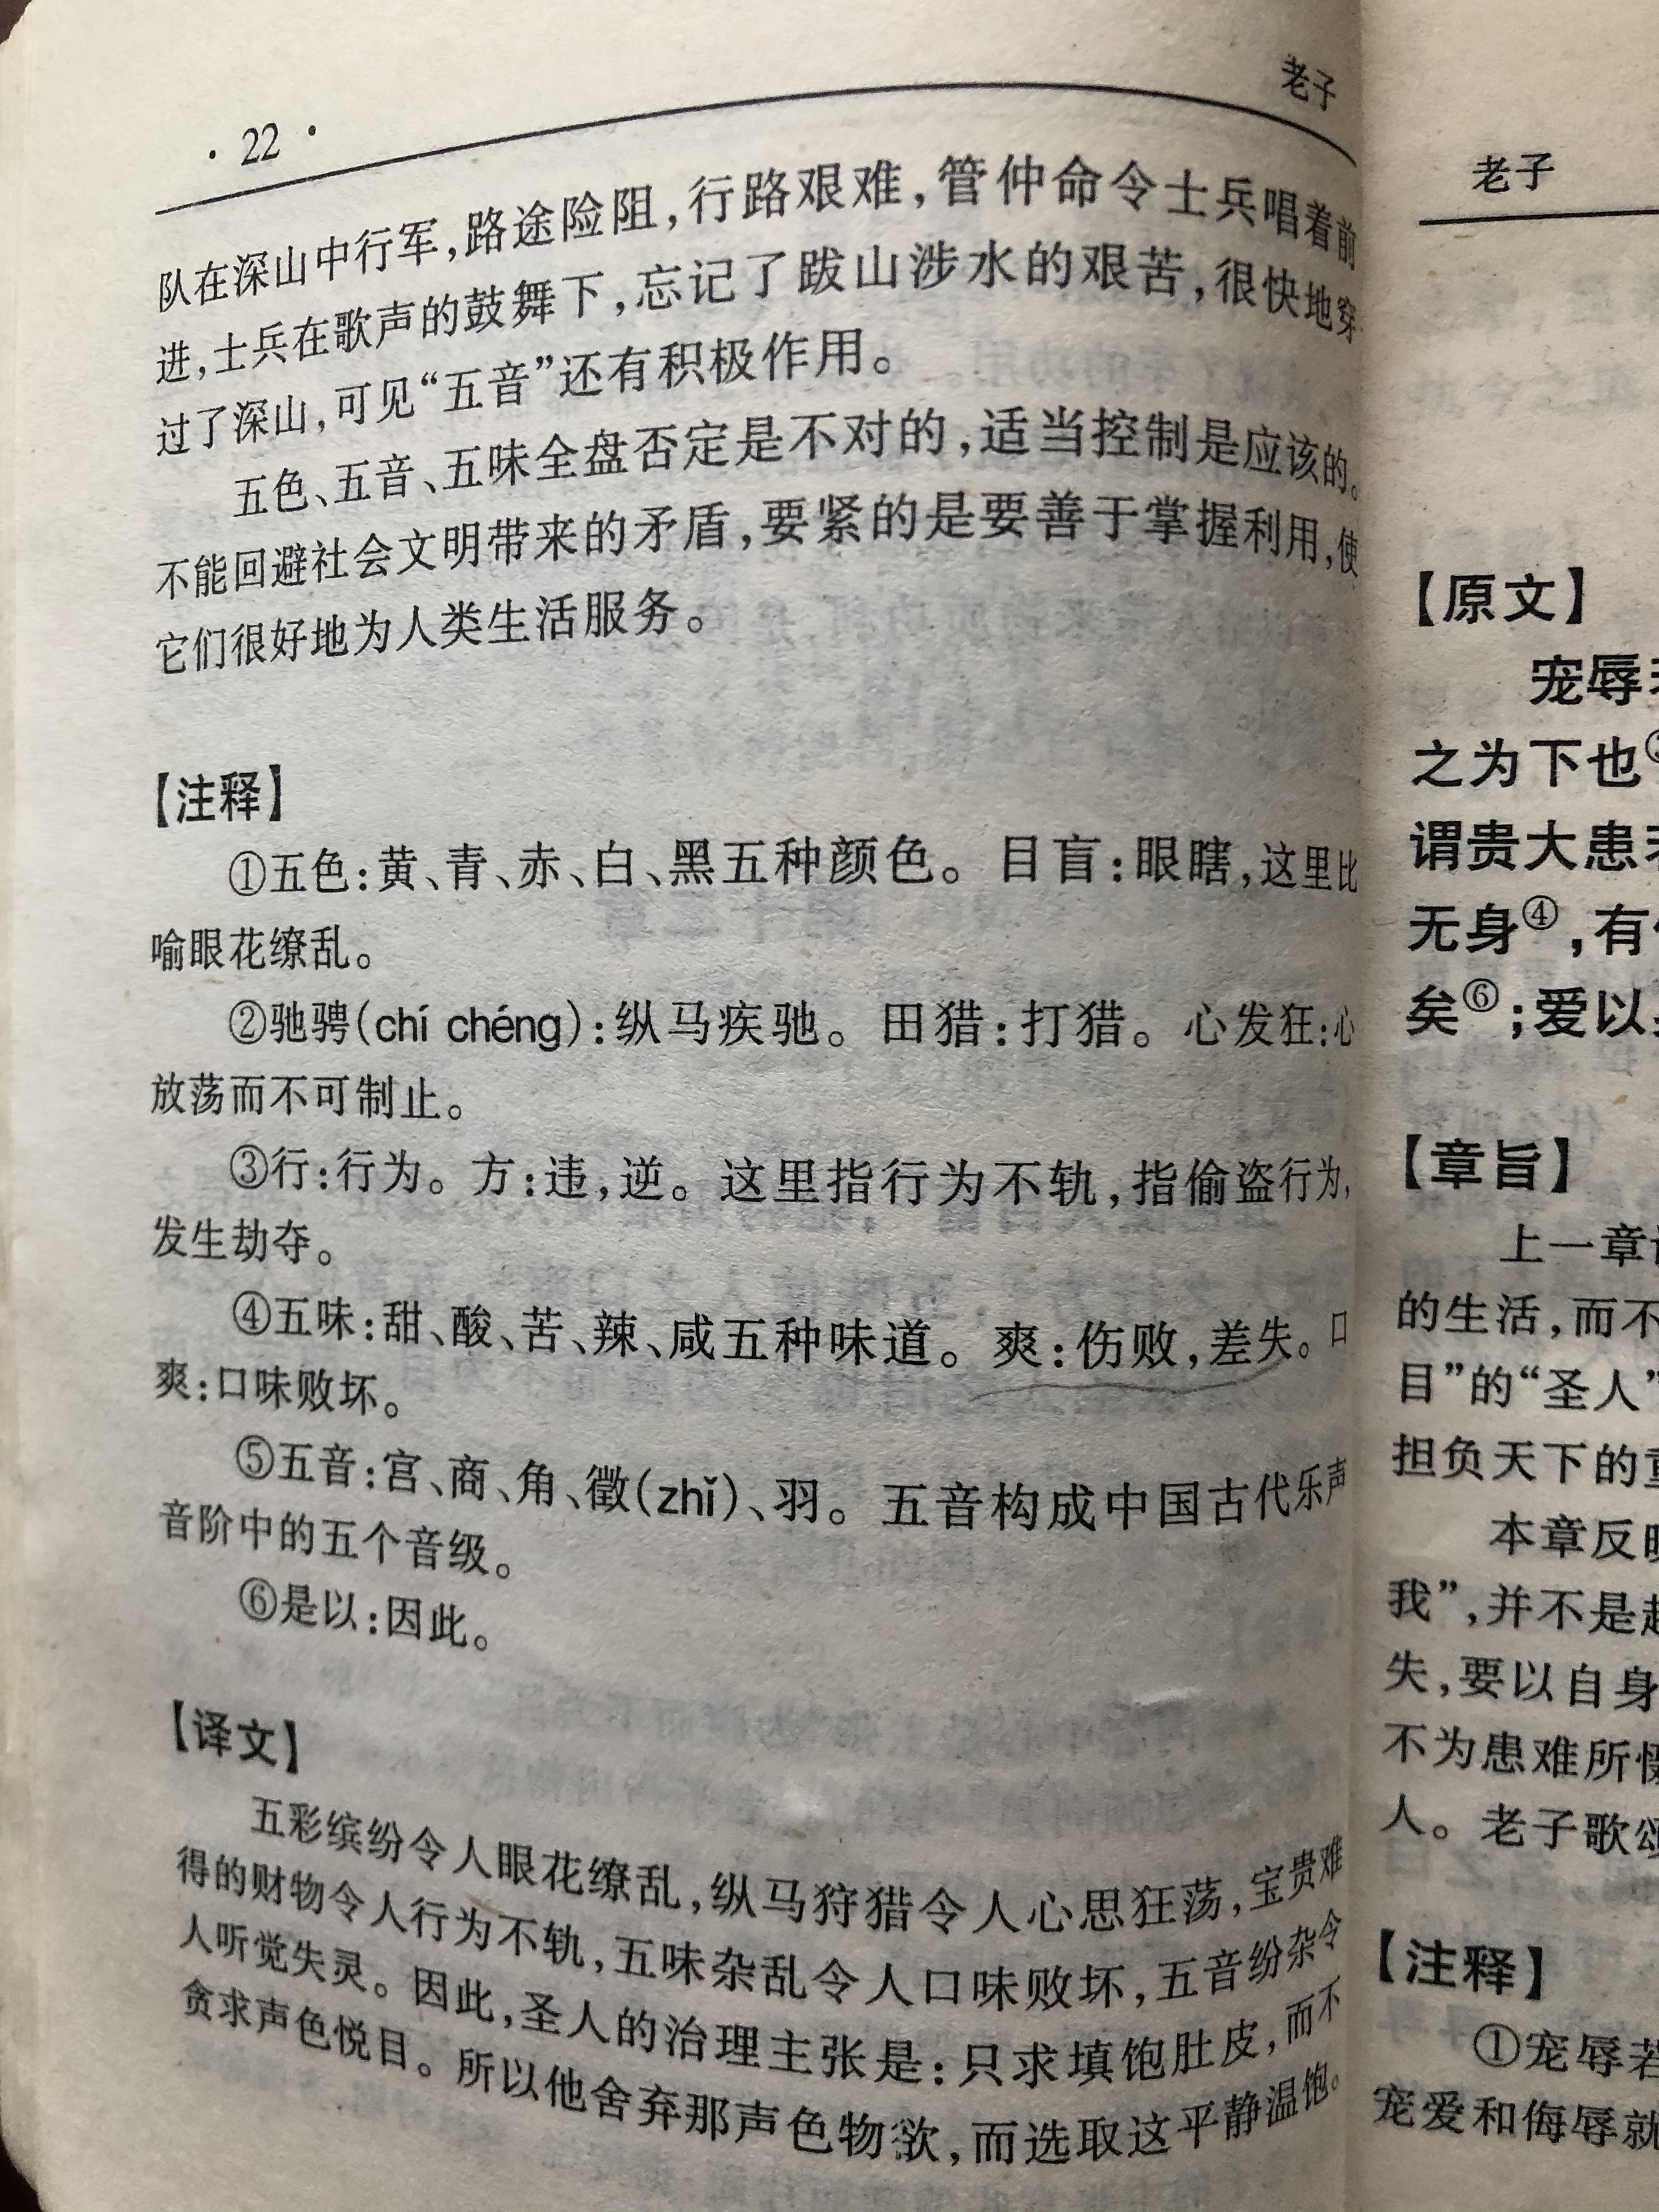 · 22 ·
老子
队在深山中行军,路途险阻,行路艰难,管仲命令士兵唱着前
进,士兵在歌声的鼓舞下,忘记了跋山涉水的艰苦,很快地穿
过了深山,可见“五音”还有积极作用。
五色、五音、五味全盘否定是不对的,适当控制是应该的。
不能回避社会文明带来的矛盾,要紧的是要善于掌握利用,使
它们很好地为人类生活服务。
【注释】
①五色:黄、青、赤、白、黑五种颜色。目盲:眼瞎,这里比
喻眼花缭乱。
②驰骋(chí chéng):纵马疾驰。田猎:打猎。心发狂:心
放荡而不可制止。
③行:行为。方:违,逆。这里指行为不轨,指偷盗行为,
发生劫夺。
④五味:甜、酸、苦、辣、咸五种味道。爽:伤败,差失。口
爽:口味败坏。
⑤五音:宫、商、角、徵(zhǐ)、羽。五音构成中国古代乐声
音阶中的五个音级。
⑥是以:因此。
【译文】
五彩缤纷令人眼花缭乱,纵马狩猎令人心思狂荡,宝贵难
得的财物令人行为不轨,五味杂乱令人口味败坏,五音纷杂令
人听觉失灵。因此,圣人的治理主张是:只求填饱肚皮,而不
贪求声色悦目。所以他舍弃那声色物欲,而选取这平静温饱。
老子
【原文】
宠辱
之为下也
谓贵大患
无身④,有
矣⑥;爱以
【章旨】
上一章
的生活,而不
目”的“圣人”
担负天下的
本章反
我”,并不是
失,要以自身
不为患难所
人。老子歌
【注释】
①宠辱若
宠爱和侮辱就